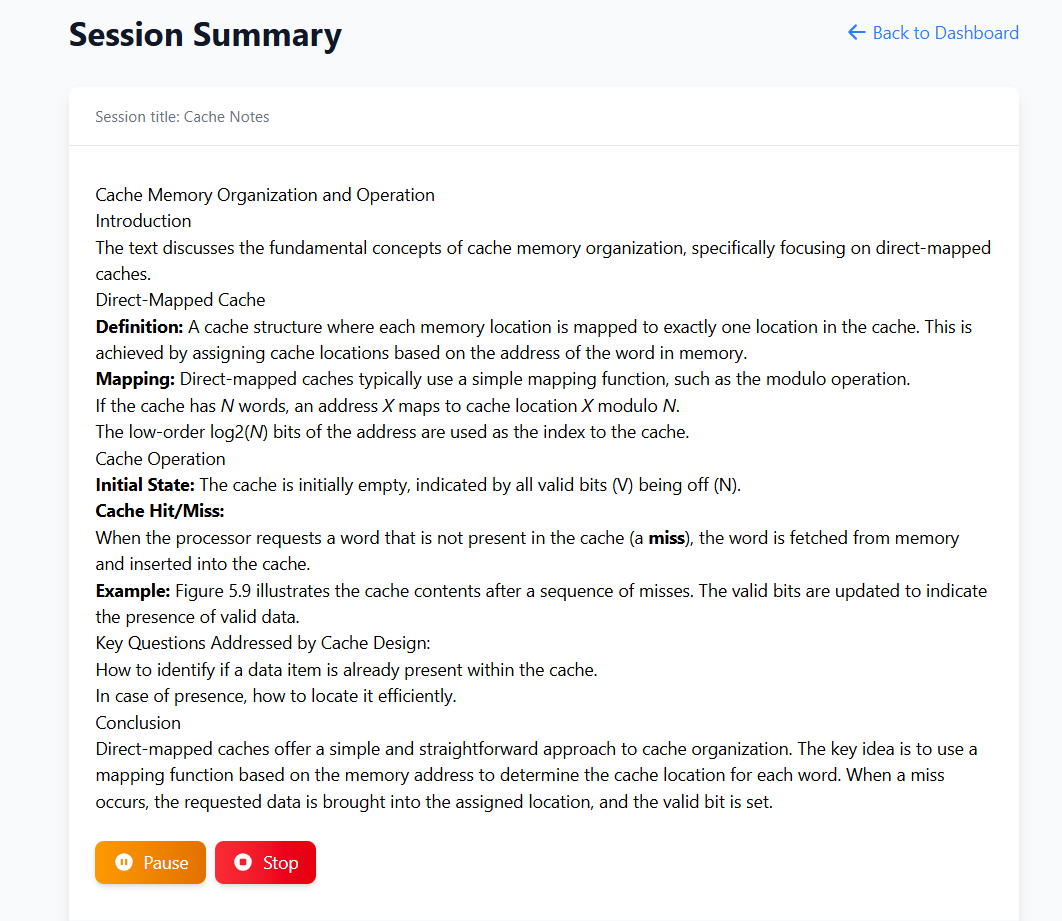 Session Summary
Back to Dashboard
Session title: Cache Notes
Cache Memory Organization and Operation
Introduction
The text discusses the fundamental concepts of cache memory organization, specifically focusing on direct-mapped
caches.
Direct-Mapped Cache
Definition: A cache structure where each memory location is mapped to exactly one location in the cache. This is
achieved by assigning cache locations based on the address of the word in memory.
Mapping: Direct-mapped caches typically use a simple mapping function, such as the modulo operation.
If the cache has N words, an address X maps to cache location X modulo N.
The low-order log2(N) bits of the address are used as the index to the cache.
Cache Operation
Initial State: The cache is initially empty, indicated by all valid bits (V) being off (N).
Cache Hit/Miss:
When the processor requests a word that is not present in the cache (a miss), the word is fetched from memory
and inserted into the cache.
Example: Figure 5.9 illustrates the cache contents after a sequence of misses. The valid bits are updated to indicate
the presence of valid data.
Key Questions Addressed by Cache Design:
How to identify if a data item is already present within the cache.
In case of presence, how to locate it efficiently.
Conclusion
Direct-mapped caches offer a simple and straightforward approach to cache organization. The key idea is to use a
mapping function based on the memory address to determine the cache location for each word. When a miss
occurs, the requested data is brought into the assigned location, and the valid bit is set.
Pause
Stop